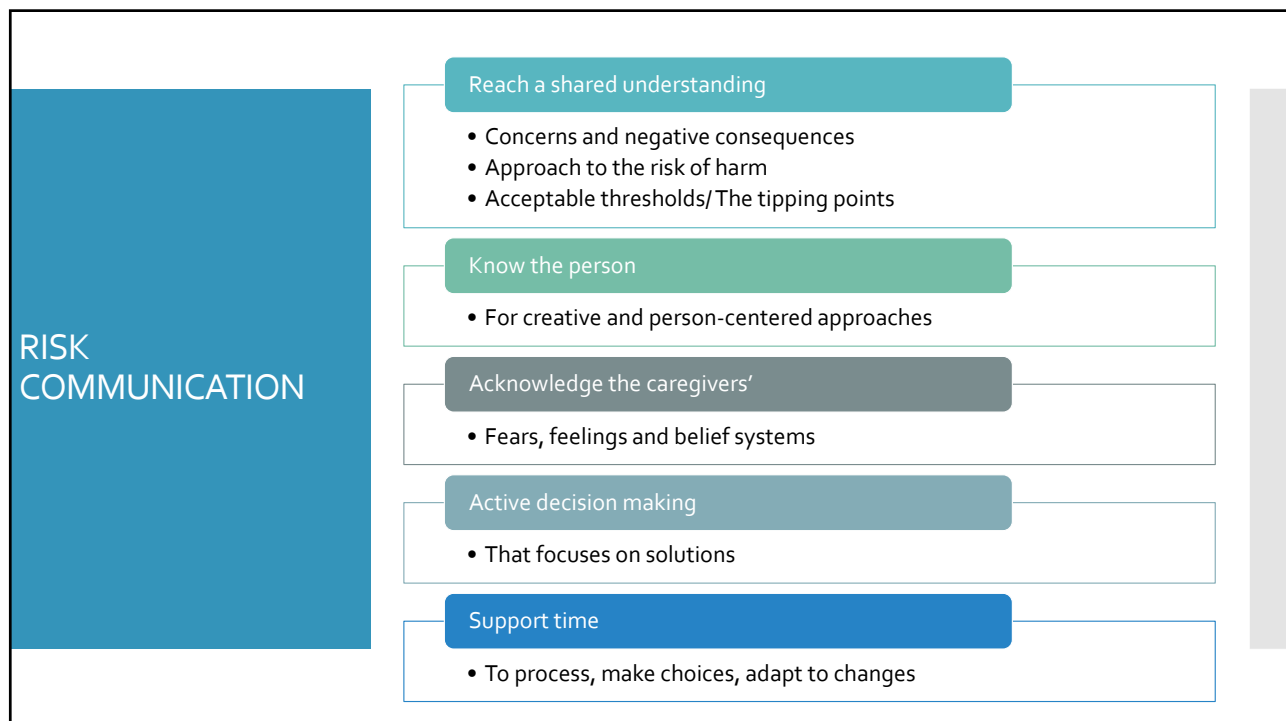 RISK
COMMUNICATION
Reach a shared understanding
• Concerns and negative consequences
• Approach to the risk of harm
• Acceptable thresholds/ The tipping points
Know the person
• For creative and person-centered approaches
Acknowledge the caregivers’
• Fears, feelings and belief systems
Active decision making
• That focuses on solutions
Support time
• To process, make choices, adapt to changes